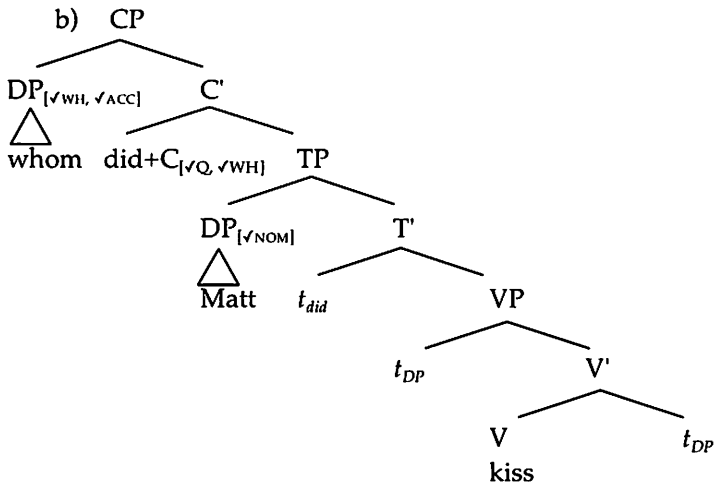 b) CP
DP[✓WH, ✓ACC] C'
whom did+C[✓Q, ✓WH] TP
DP[✓NOM] T'
Matt t_did VP
t_DP V'
V t_DP
kiss